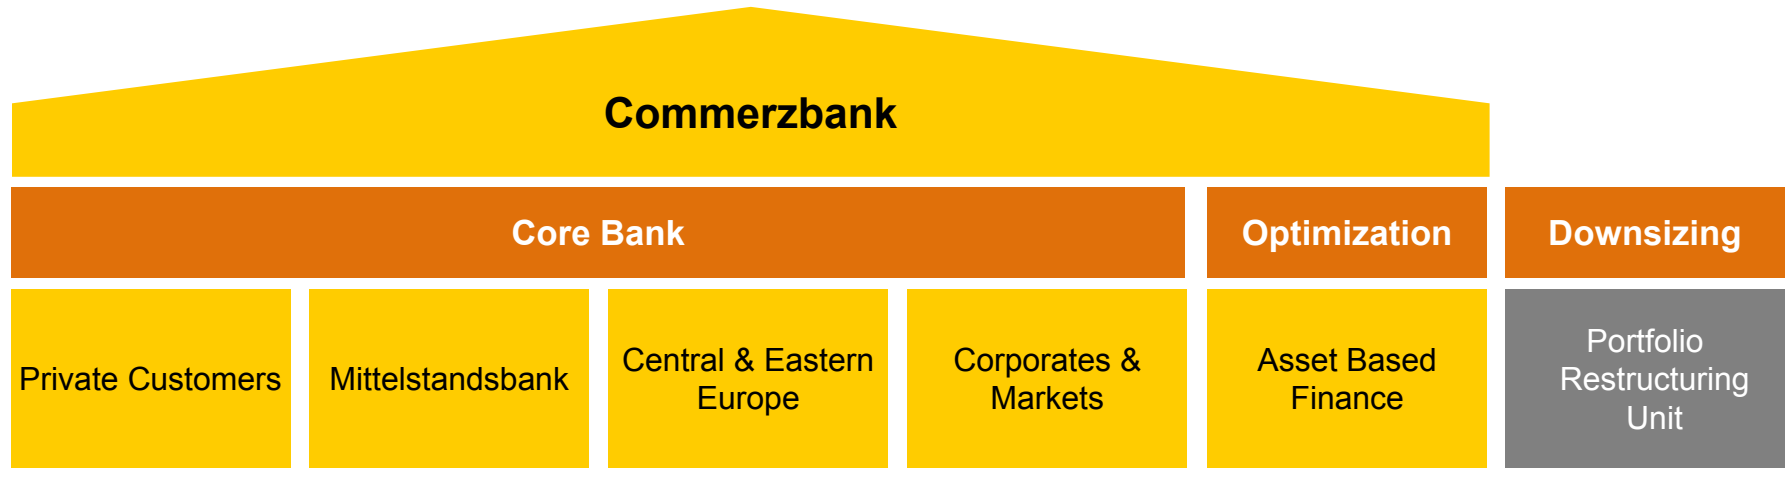 Commerzbank
Core Bank
Optimization
Downsizing
Private Customers
Mittelstandsbank
Central & Eastern
Europe
Corporates &
Markets
Asset Based
Finance
Portfolio
Restructuring
Unit